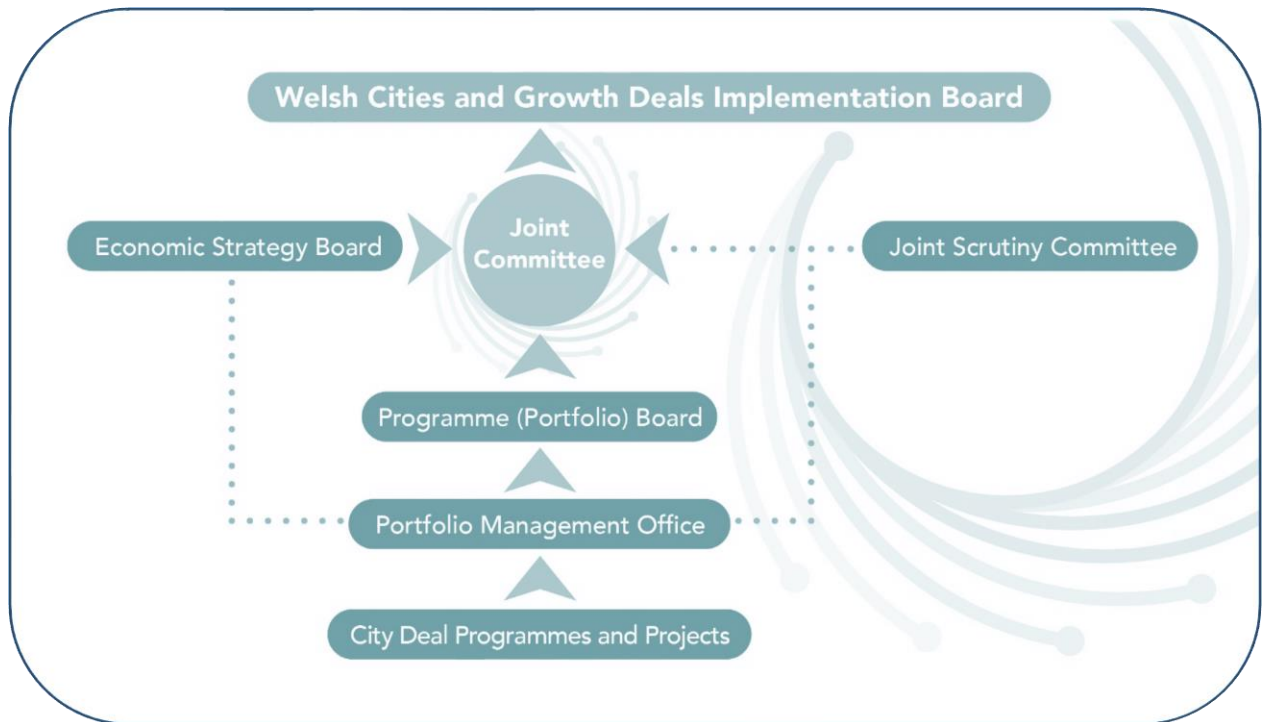 Welsh Cities and Growth Deals Implementation Board
Economic Strategy Board
Joint
Committee
Joint Scrutiny Committee
Programme (Portfolio) Board
Portfolio Management Office
City Deal Programmes and Projects